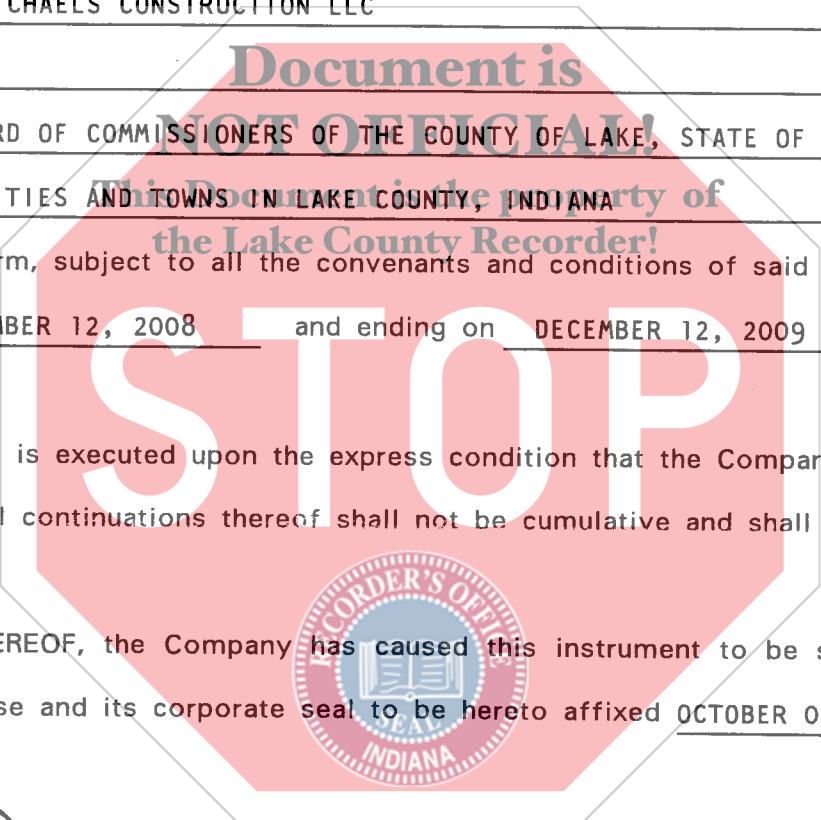 CHAELS CONSTRUCTION LLC
Document is
NOT OFFICIAL!
RD OF COMMISSIONERS OF THE COUNTY OF LAKE, STATE OF
This Document is the property of
TIES AND TOWNS IN LAKE COUNTY, INDIANA
the Lake County Recorder!
rm, subject to all the convenants and conditions of said
MBER 12, 2008 and ending on DECEMBER 12, 2009
STOP
is executed upon the express condition that the Compan
l continuations thereof shall not be cumulative and shall
RECORDER'S OFFICE
EREOF, the Company has caused this instrument to be s
se and its corporate seal to be hereto affixed OCTOBER 0
SEAL
INDIANA